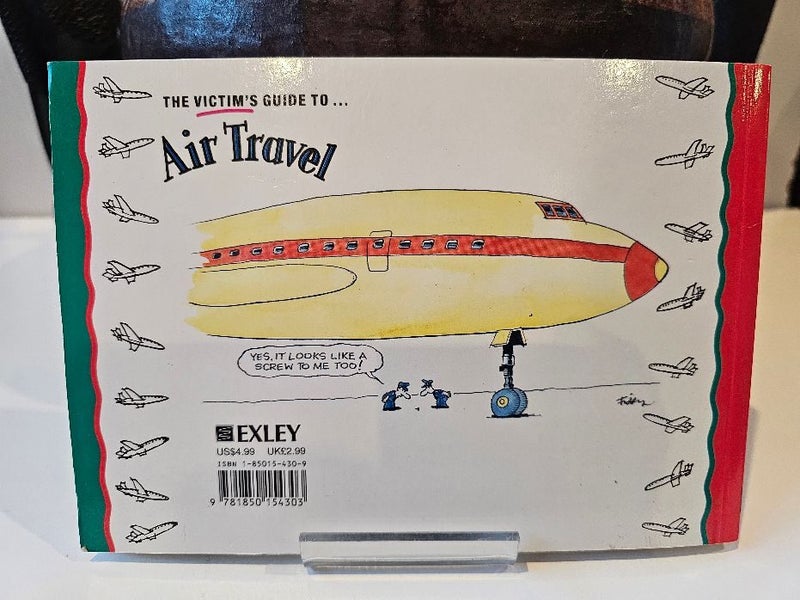 THE VICTIM'S GUIDE TO...
Air Travel
YES, IT LOOKS LIKE A
SCREW TO ME TOO!
EXLEY
US$4.99 UK£2.99
ISBN 1-85015-430-9
9 781850 154303